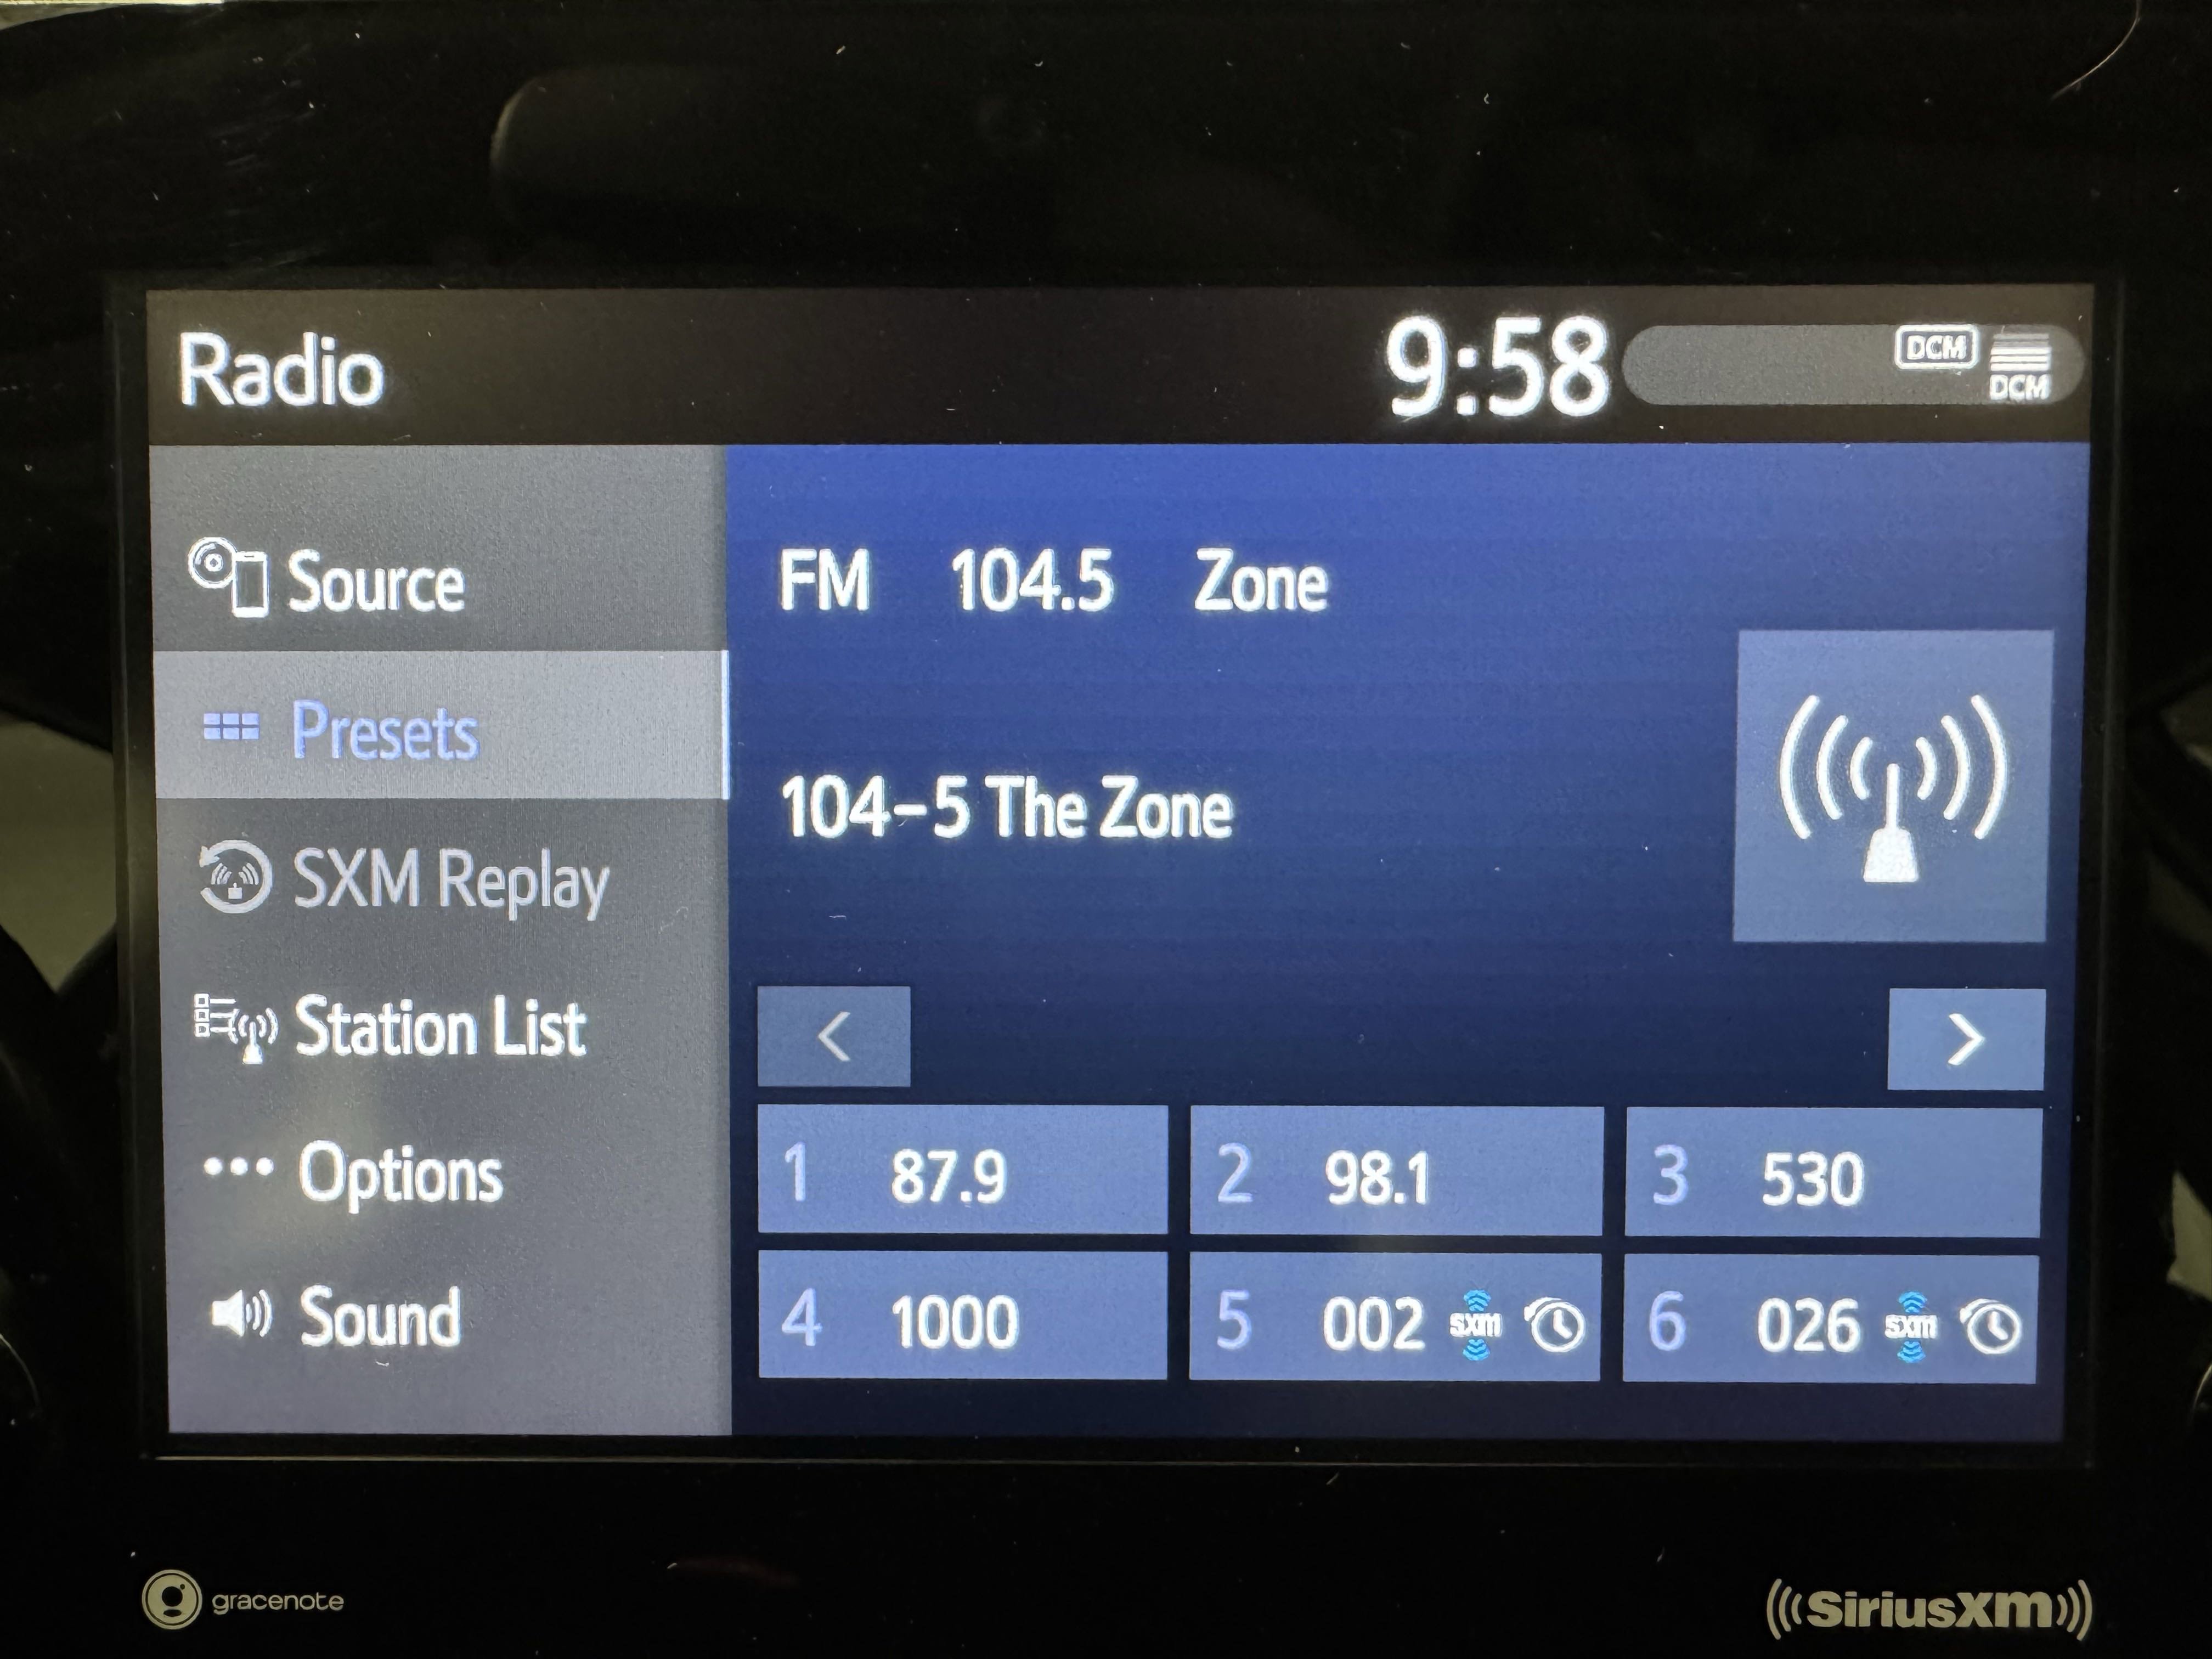 Radio 9:58 DCM
DCM
Source
Presets
SXM Replay
Station List
Options
Sound
FM 104.5 Zone
104-5 The Zone
< >
1 87.9 2 98.1 3 530
4 1000 5 002 sxm 6 026 sxm
gracenote
SiriusXM